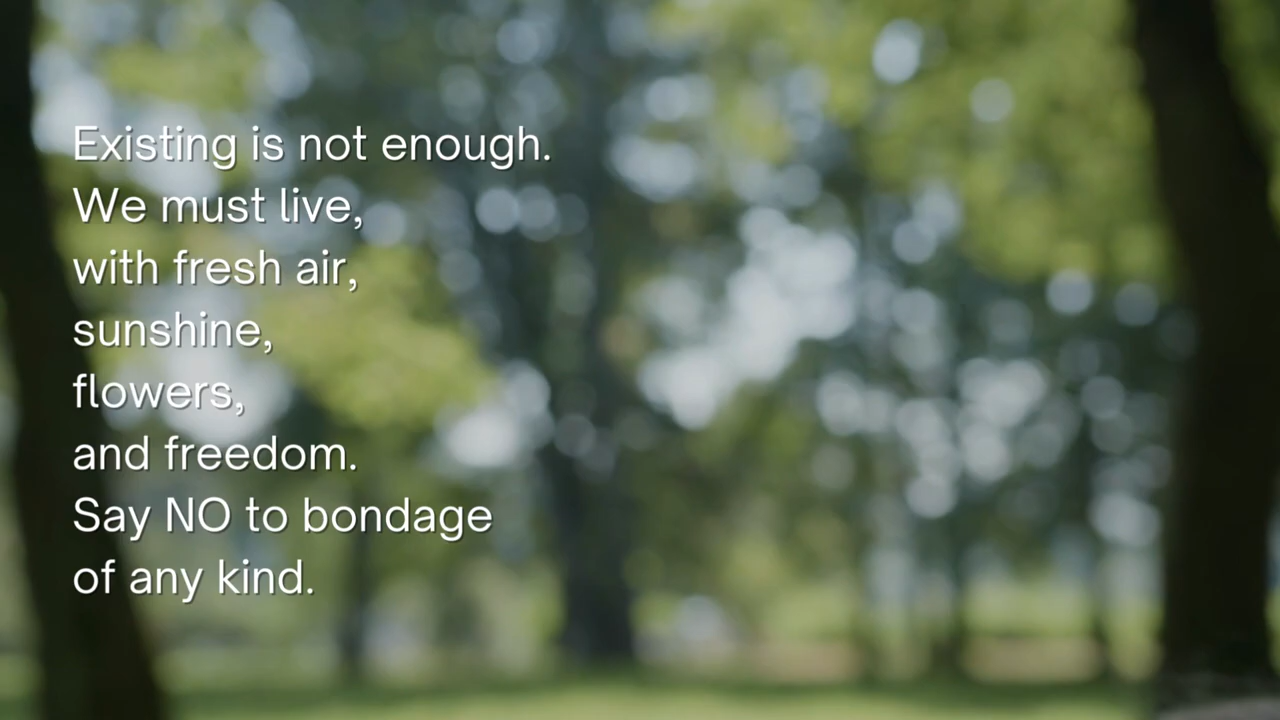 Existing is not enough.
We must live,
with fresh air,
sunshine,
flowers,
and freedom.
Say NO to bondage
of any kind.